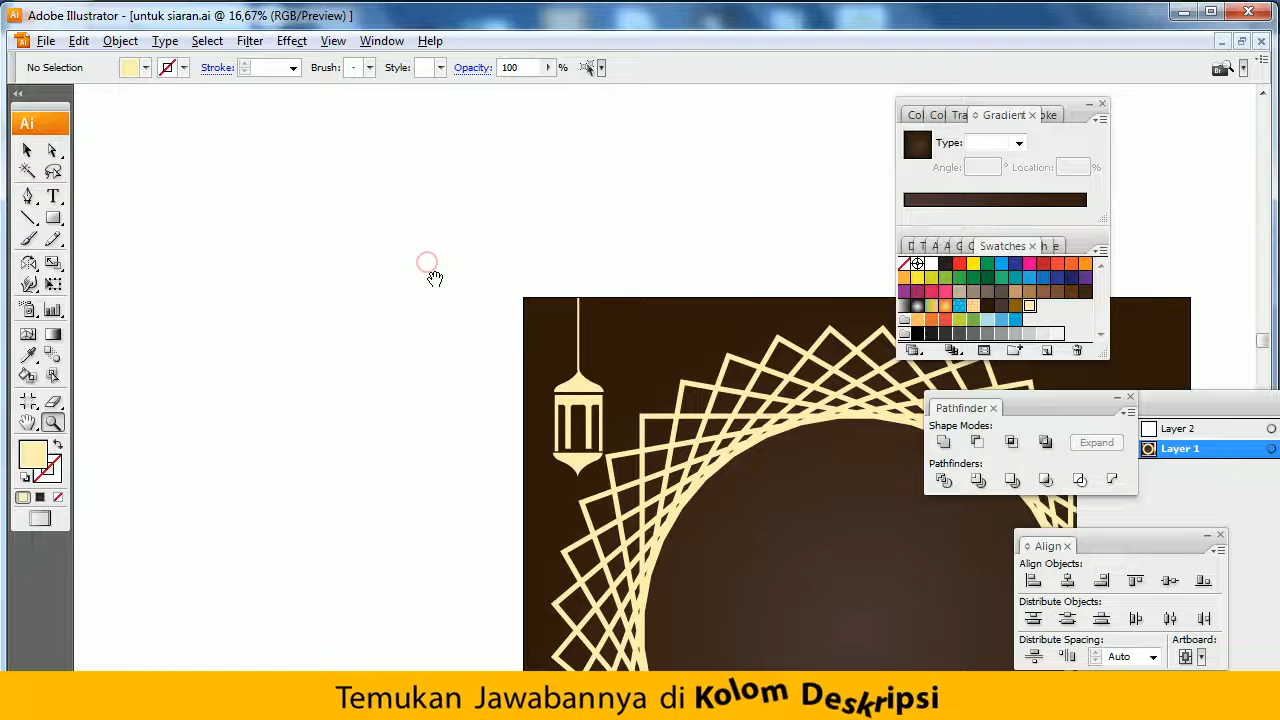 Adobe Illustrator - [untuk siaran.ai @ 16,67% (RGB/Preview) ]
File Edit Object Type Select Filter Effect View Window Help
No Selection Stroke: Brush: Style: Opacity: 100 %
Ai
Gradient
Type:
Angle: ° Location: %
Swatches
Pathfinder
Shape Modes:
Expand
Pathfinders:
Layer 2
Layer 1
Align
Align Objects:
Distribute Objects:
Distribute Spacing: Artboard:
Auto
Temukan Jawabannya di Kolom Deskripsi